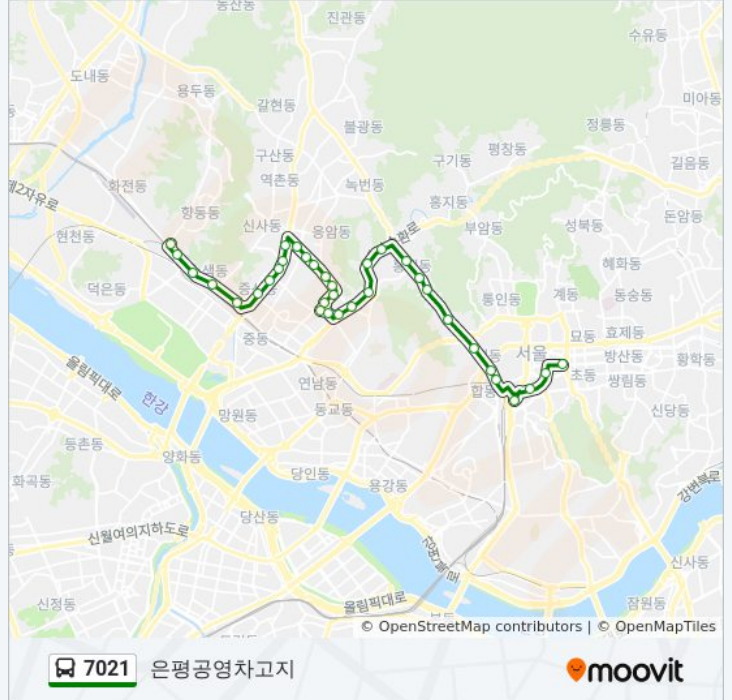 농산동
진관동
수유동
도내동
용두동
갈현동
미아동
불광동
정릉동
구산동
평창동
구기동
길음동
화전동
역촌동
녹번동
제2자유로
향동동
홍지동
돈암동
신사동
응암동
부암동
성북동
현천동
혜화동
덕은동
계동
동숭동
통인동
중동
묘동
효제동
서울
방산동
황학동
올림픽대로
연남동
초동
쌍림동
합동
한강
망원동
동교동
신당동
등촌동
양화동
당인동
화곡동
용강동
강변북로
당산동
신월여의지하도로
강변북로
신사동
신정동
올림픽대로
잠원동
© OpenStreetMap contributors | © OpenMapTiles
7021 은평공영차고지
moovit